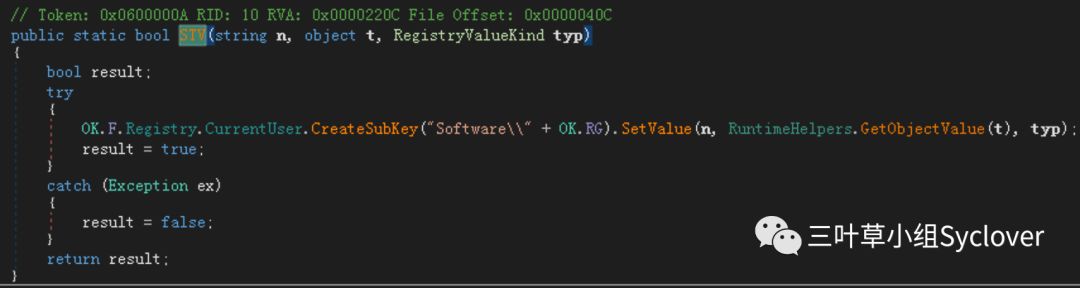 // Token: 0x0600000A RID: 10 RVA: 0x0000220C File Offset: 0x0000040C
public static bool STV(string n, object t, RegistryValueKind typ)
{
    bool result;
    try
    {
        OK.F.Registry.CurrentUser.CreateSubKey("Software\\" + OK.RG).SetValue(n, RuntimeHelpers.GetObjectValue(t), typ);
        result = true;
    }
    catch (Exception ex)
    {
        result = false;
    }
    return result;
}
三叶草小组Syclover